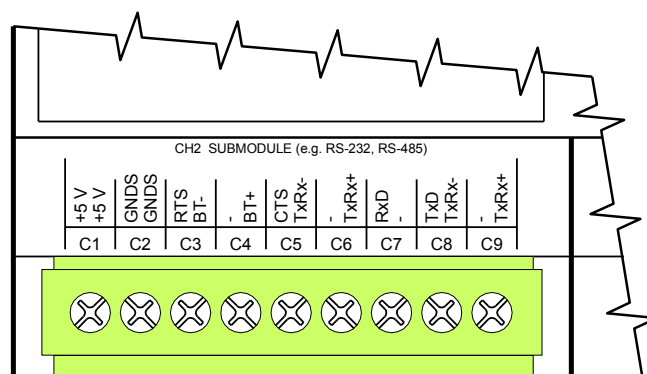 CH2 SUBMODULE (e.g. RS-232, RS-485)
+5 V
+5 V
GNDS
GNDS
RTS
BT-
-
BT+
CTS
TxRx-
-
TxRx+
RxD
-
TxD
TxRx-
-
TxRx+
C1 C2 C3 C4 C5 C6 C7 C8 C9